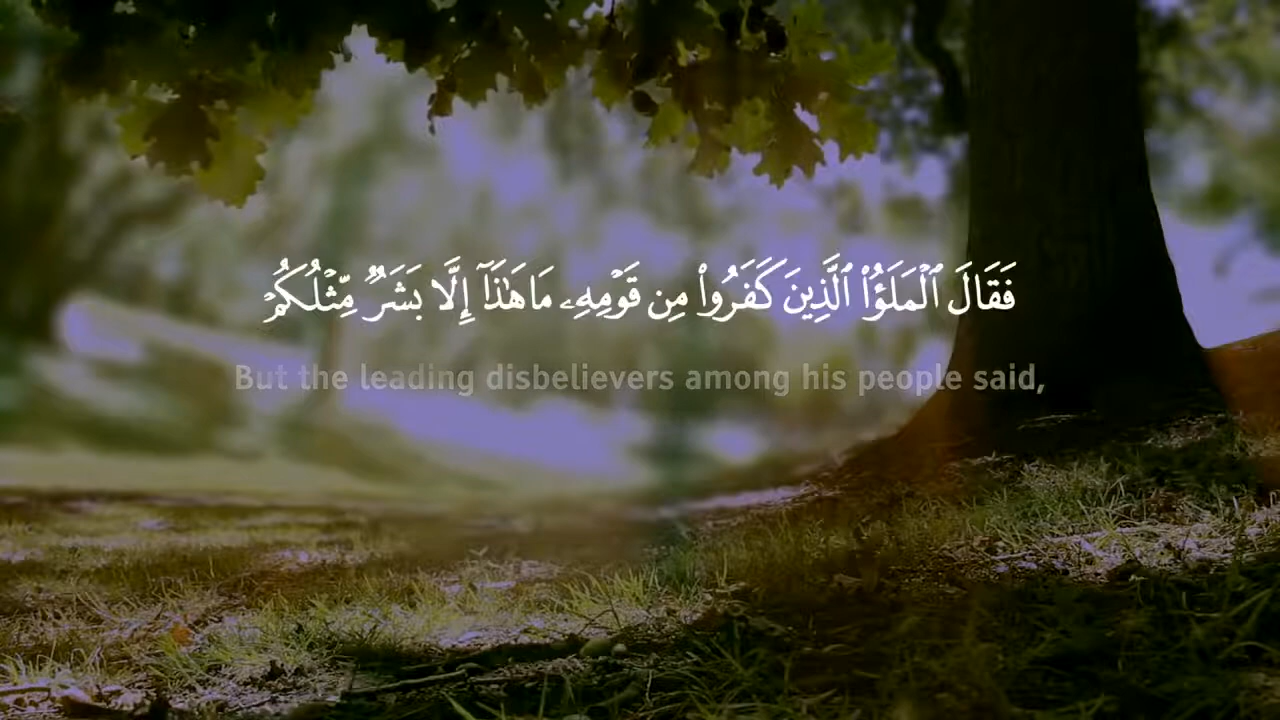 فَقَالَ ٱلْمَلَؤُا۟ ٱلَّذِينَ كَفَرُوا۟ مِن قَوْمِهِۦ مَا هَٰذَآ إِلَّا بَشَرٌ مِّثْلُكُمْ
But the leading disbelievers among his people said,